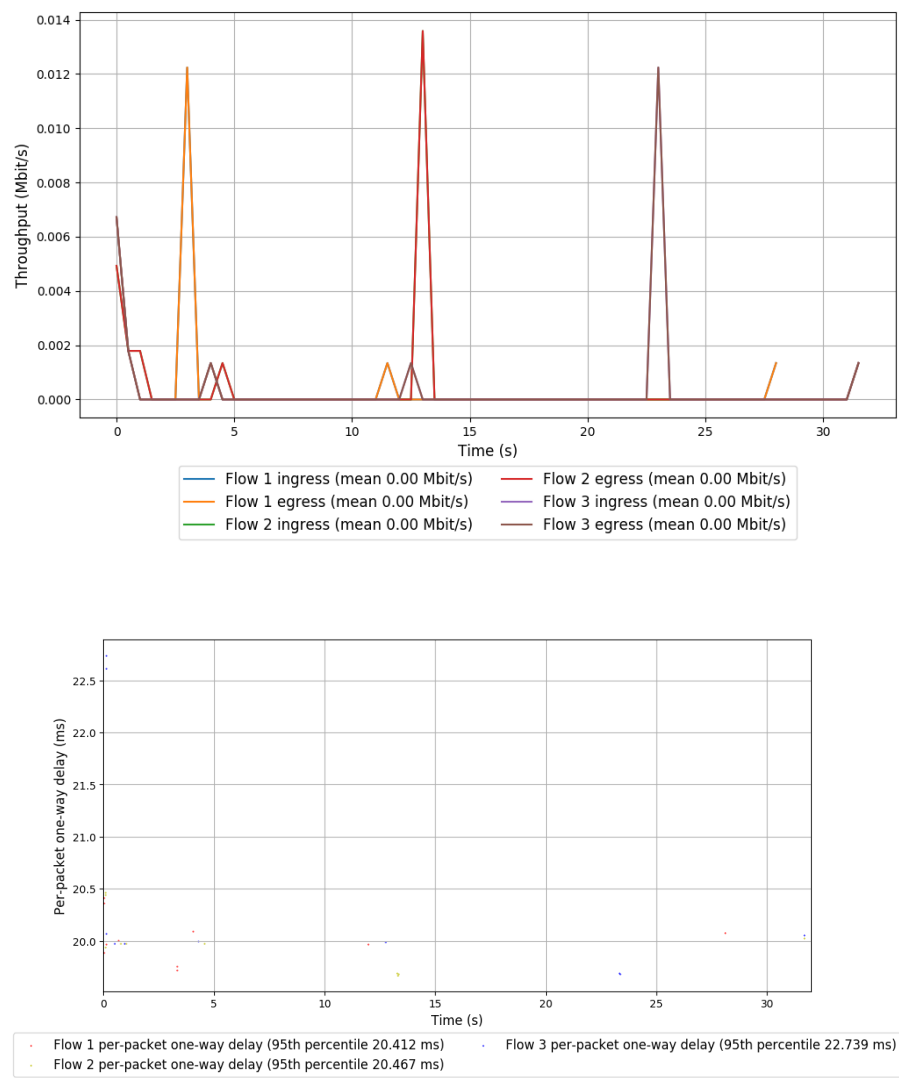 0.014
0.012
0.010
0.008
0.006
0.004
0.002
0.000
Throughput (Mbit/s)
0 5 10 15 20 25 30
Time (s)
Flow 1 ingress (mean 0.00 Mbit/s) Flow 2 egress (mean 0.00 Mbit/s)
Flow 1 egress (mean 0.00 Mbit/s) Flow 3 ingress (mean 0.00 Mbit/s)
Flow 2 ingress (mean 0.00 Mbit/s) Flow 3 egress (mean 0.00 Mbit/s)
22.5
22.0
21.5
21.0
20.5
20.0
Per-packet one-way delay (ms)
0 5 10 15 20 25 30
Time (s)
Flow 1 per-packet one-way delay (95th percentile 20.412 ms) Flow 3 per-packet one-way delay (95th percentile 22.739 ms)
Flow 2 per-packet one-way delay (95th percentile 20.467 ms)